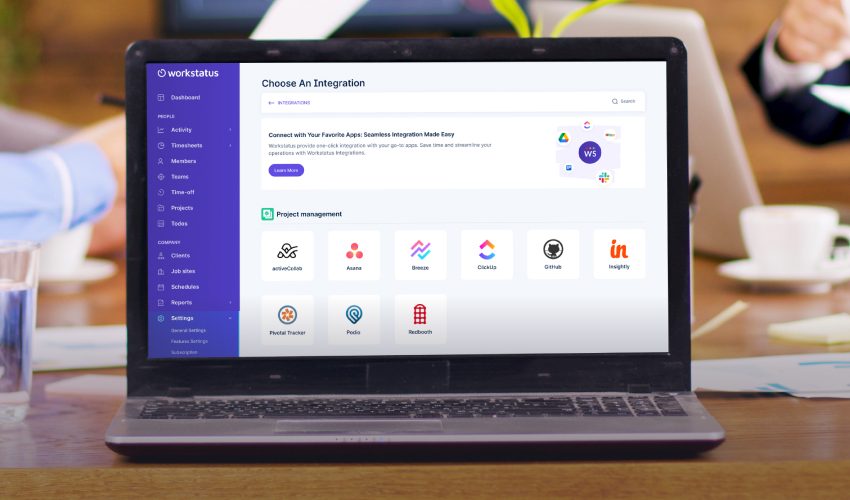 workstatus
Dashboard
PEOPLE
Activity
Timesheets
Members
Teams
Time-off
Projects
Todos
COMPANY
Clients
Job sites
Schedules
Reports
Settings
General Settings
Features Settings
Subscription
Choose An Integration
← INTEGRATIONS
Search
Connect with Your Favorite Apps: Seamless Integration Made Easy
Workstatus provide one-click integration with your go-to apps. Save time and streamline your
operations with Workstatus Integrations.
Learn More
WS
Project management
activeCollab
Asana
Breeze
ClickUp
GitHub
in
Insightly
Pivotal Tracker
Podio
Redbooth